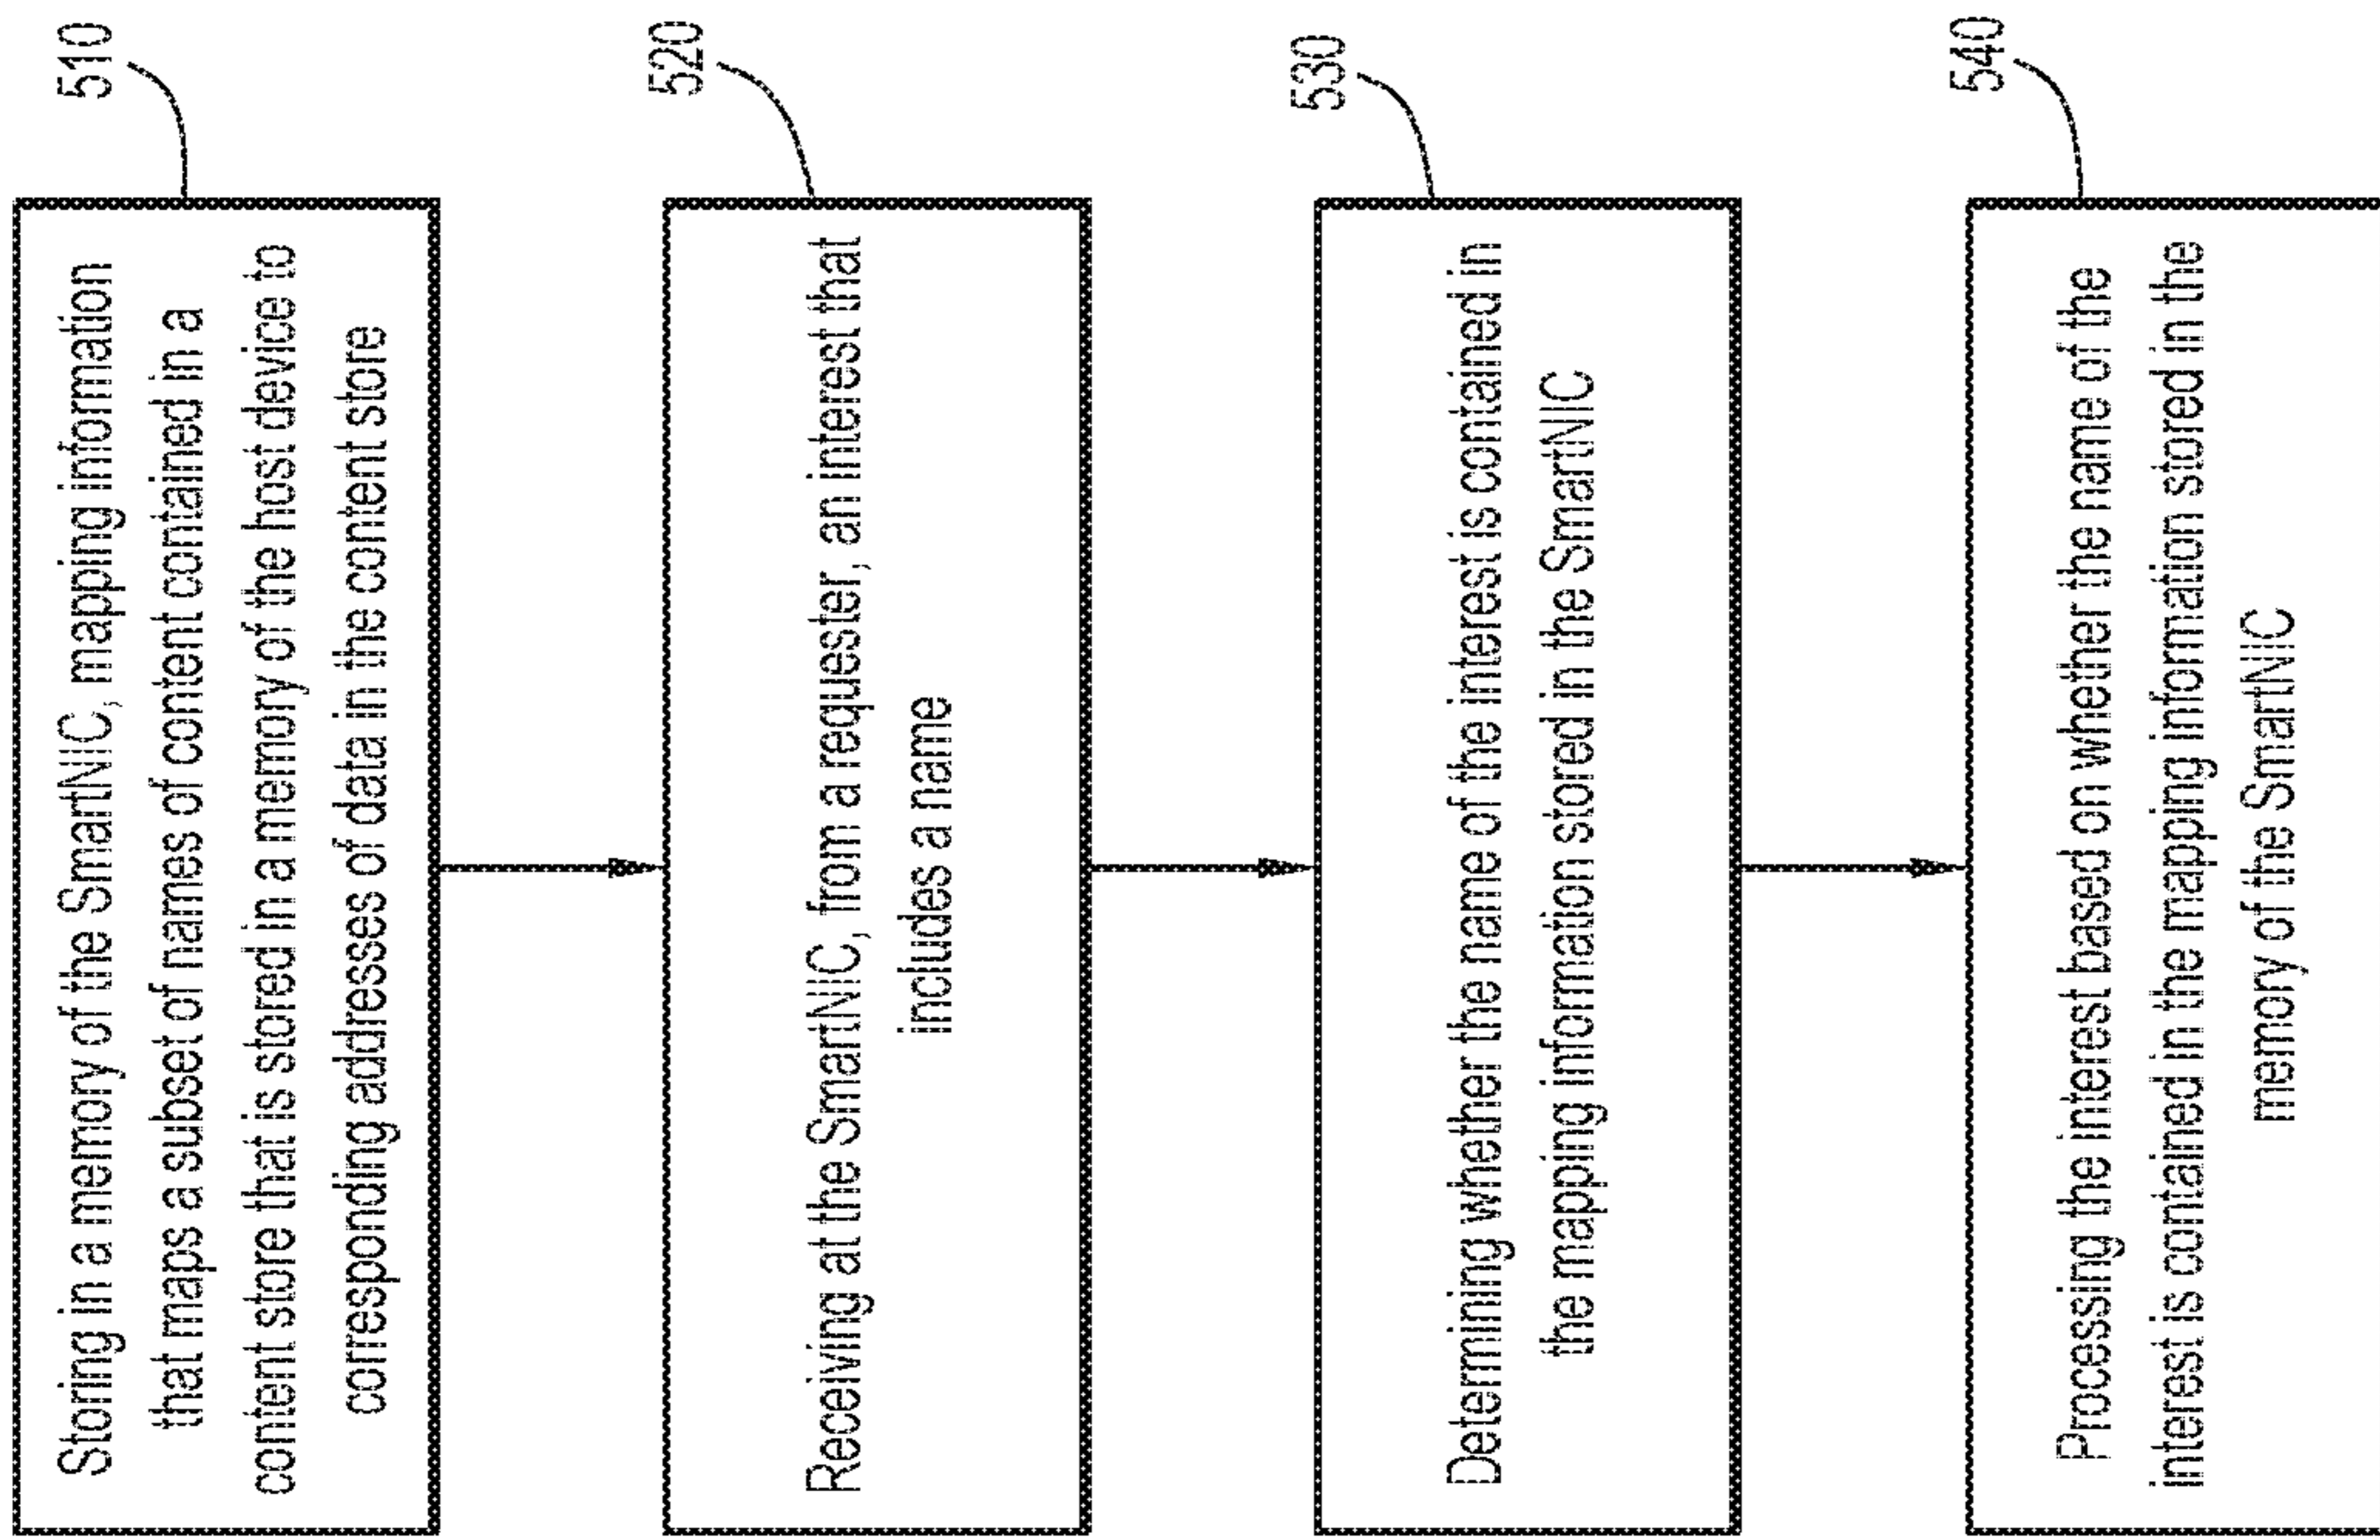 510
Storing in a memory of the SmartNIC, mapping information
that maps a subset of names of content contained in a
content store that is stored in a memory of the host device to
corresponding addresses of data in the content store
520
Receiving at the SmartNIC, from a requester, an interest that
includes a name
530
Determining whether the name of the interest is contained in
the mapping information stored in the SmartNIC
540
Processing the interest based on whether the name of the
interest is contained in the mapping information stored in the
memory of the SmartNIC